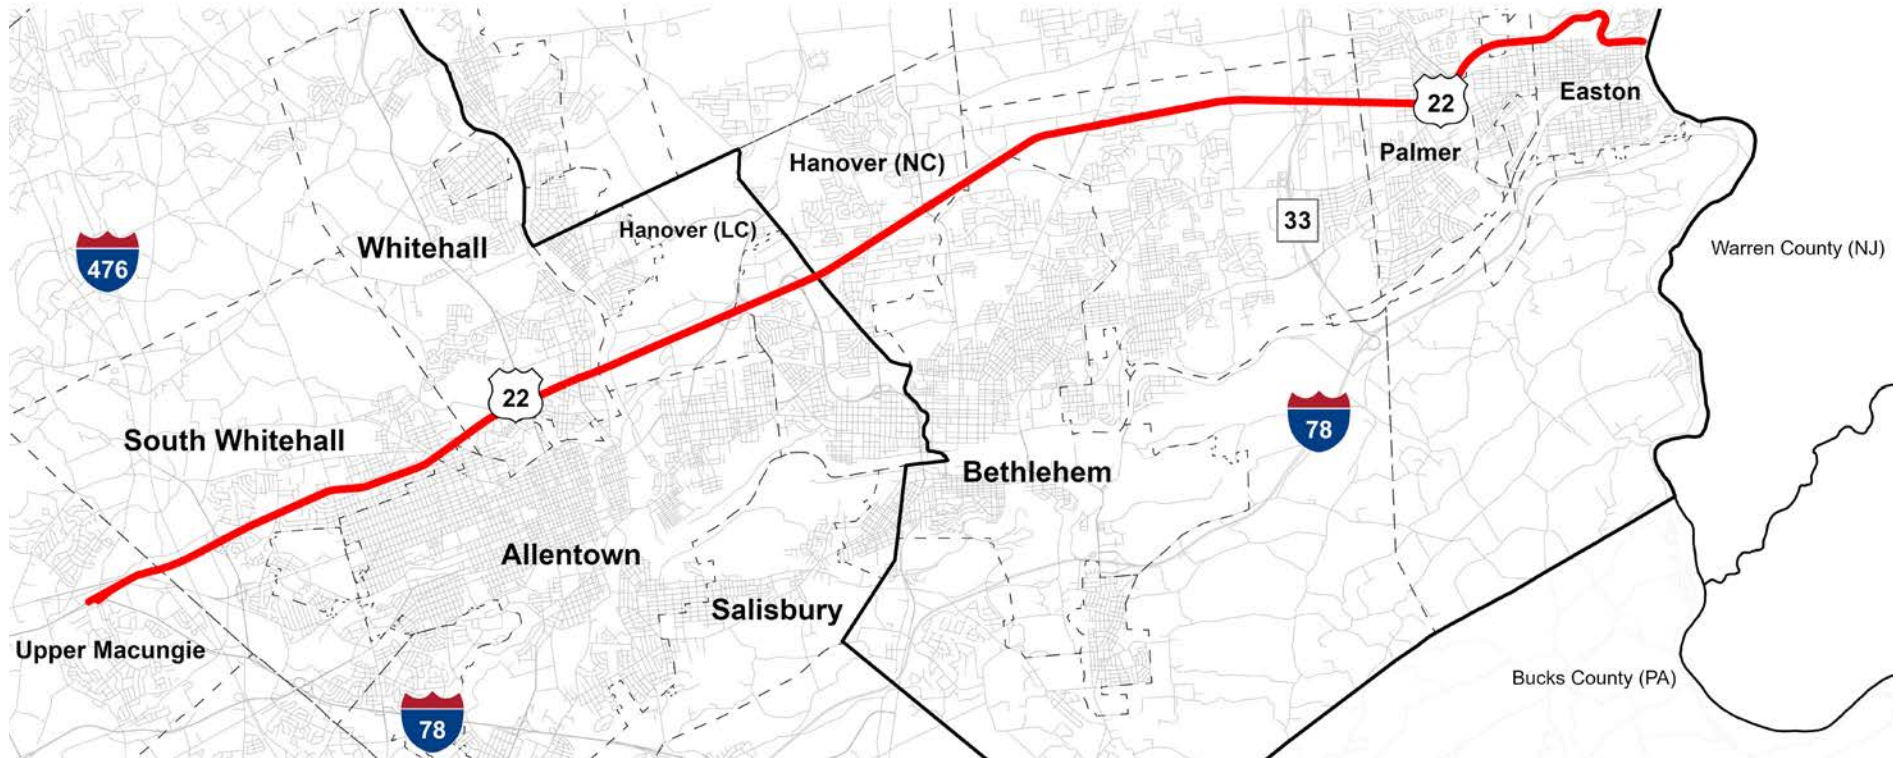 22
Easton
Hanover (NC)
Palmer
33
Hanover (LC)
Whitehall
476
Warren County (NJ)
22
78
South Whitehall
Bethlehem
Allentown
Salisbury
Upper Macungie
Bucks County (PA)
78